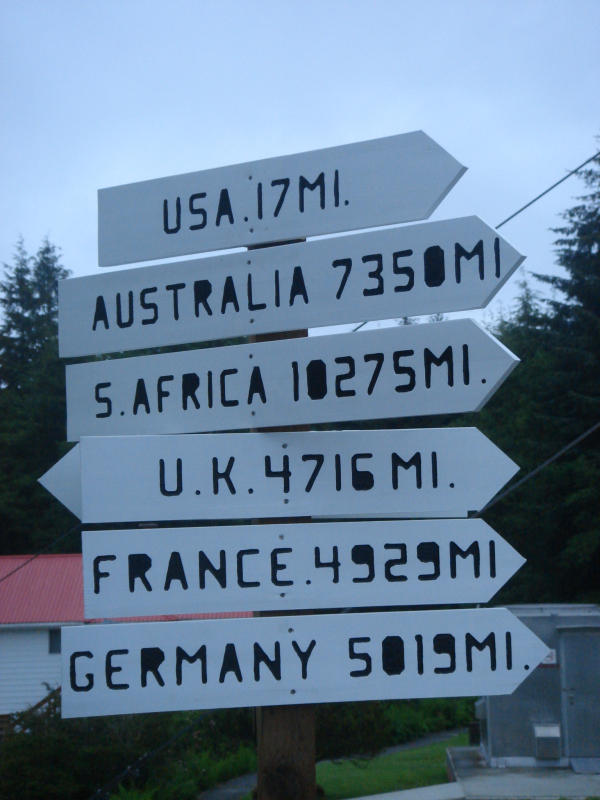 USA.17MI.
AUSTRALIA 7350MI
S.AFRICA 10275MI.
U.K.4716MI.
FRANCE.4929MI
GERMANY 5019MI.